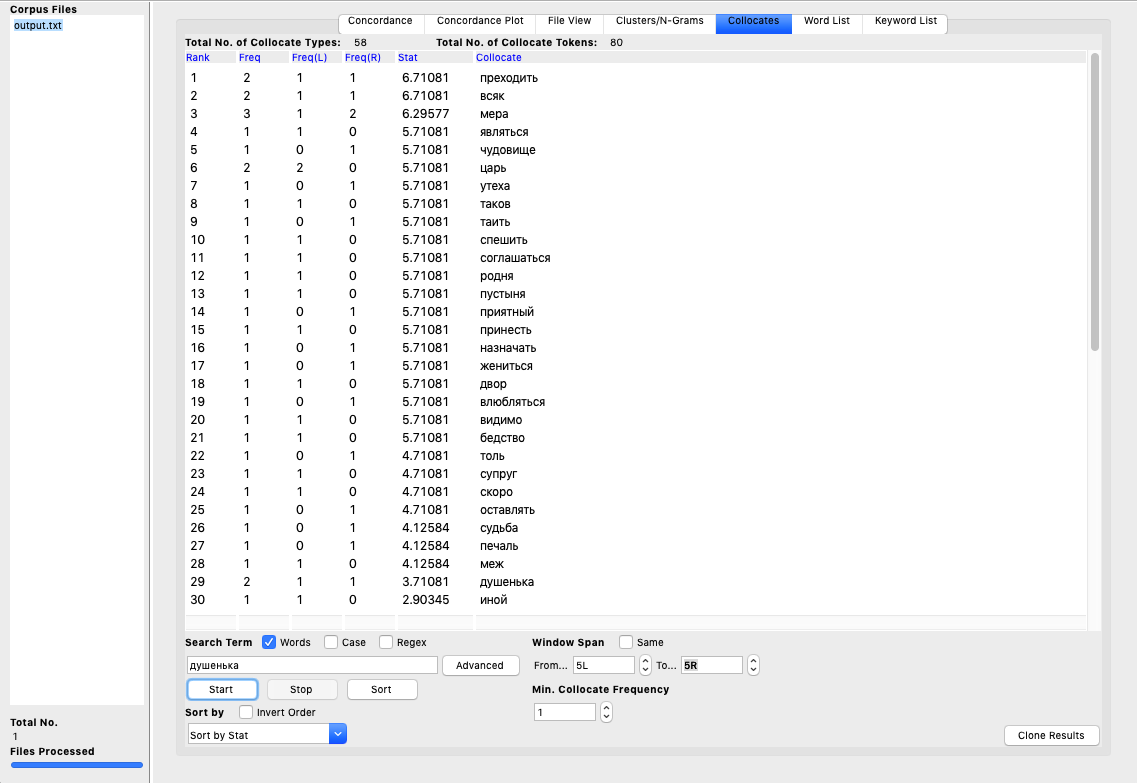 Corpus Files
output.txt
Concordance Concordance Plot File View Clusters/N-Grams Collocates Word List Keyword List
Total No. of Collocate Types: 58 Total No. of Collocate Tokens: 80
Rank Freq Freq(L) Freq(R) Stat Collocate
1 2 1 1 6.71081 преходить
2 2 1 1 6.71081 всяк
3 3 1 2 6.29577 мера
4 1 1 0 5.71081 являться
5 1 0 1 5.71081 чудовище
6 2 2 0 5.71081 царь
7 1 0 1 5.71081 утеха
8 1 1 0 5.71081 таков
9 1 0 1 5.71081 таить
10 1 1 0 5.71081 спешить
11 1 1 0 5.71081 соглашаться
12 1 1 0 5.71081 родня
13 1 1 0 5.71081 пустыня
14 1 0 1 5.71081 приятный
15 1 1 0 5.71081 принесть
16 1 0 1 5.71081 назначать
17 1 0 1 5.71081 жениться
18 1 1 0 5.71081 двор
19 1 0 1 5.71081 влюбляться
20 1 1 0 5.71081 видимо
21 1 1 0 5.71081 бедство
22 1 0 1 4.71081 толь
23 1 1 0 4.71081 супруг
24 1 1 0 4.71081 скоро
25 1 0 1 4.71081 оставлять
26 1 0 1 4.12584 судьба
27 1 0 1 4.12584 печаль
28 1 1 0 4.12584 меж
29 2 1 1 3.71081 душенька
30 1 1 0 2.90345 иной
Search Term Words Case Regex Window Span Same
душенька Advanced From... 5L To... 5R
Start Stop Sort Min. Collocate Frequency
Sort by Invert Order 1
Sort by Stat Clone Results
Total No.
1
Files Processed